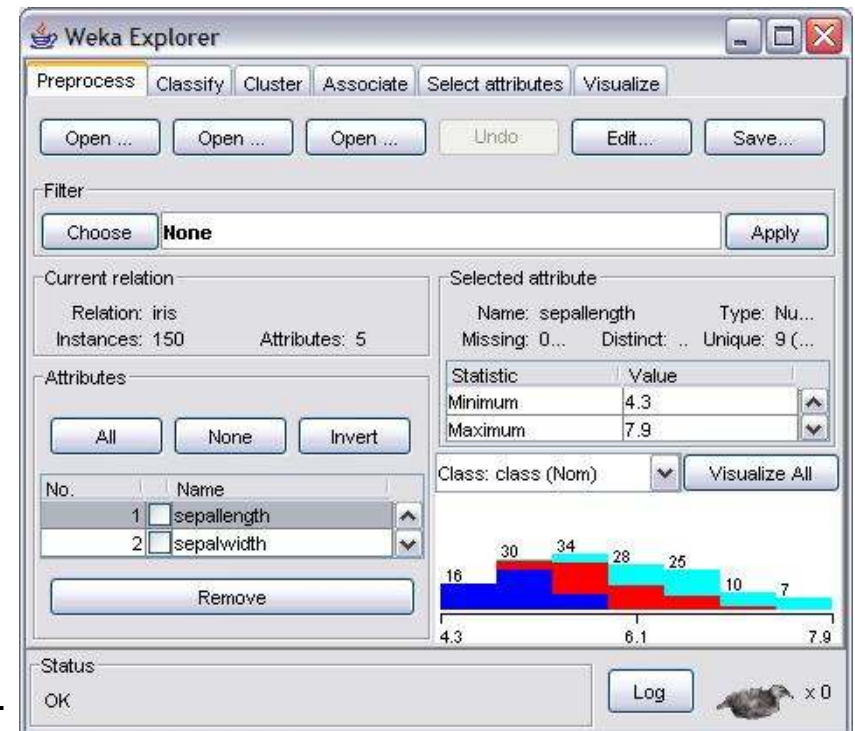 Weka Explorer
Preprocess Classify Cluster Associate Select attributes Visualize
Open ... Open ... Open ... Undo Edit... Save...
Filter
Choose None Apply
Current relation
Relation: iris
Instances: 150 Attributes: 5
Selected attribute
Name: sepallength Type: Nu...
Missing: 0... Distinct: .. Unique: 9 (...
Statistic Value
Minimum 4.3
Maximum 7.9
Attributes
All None Invert
No. Name
1 sepallength
2 sepalwidth
Remove
Class: class (Nom) Visualize All
16 30 34 28 25 10 7
4.3 6.1 7.9
Status
OK
Log x 0